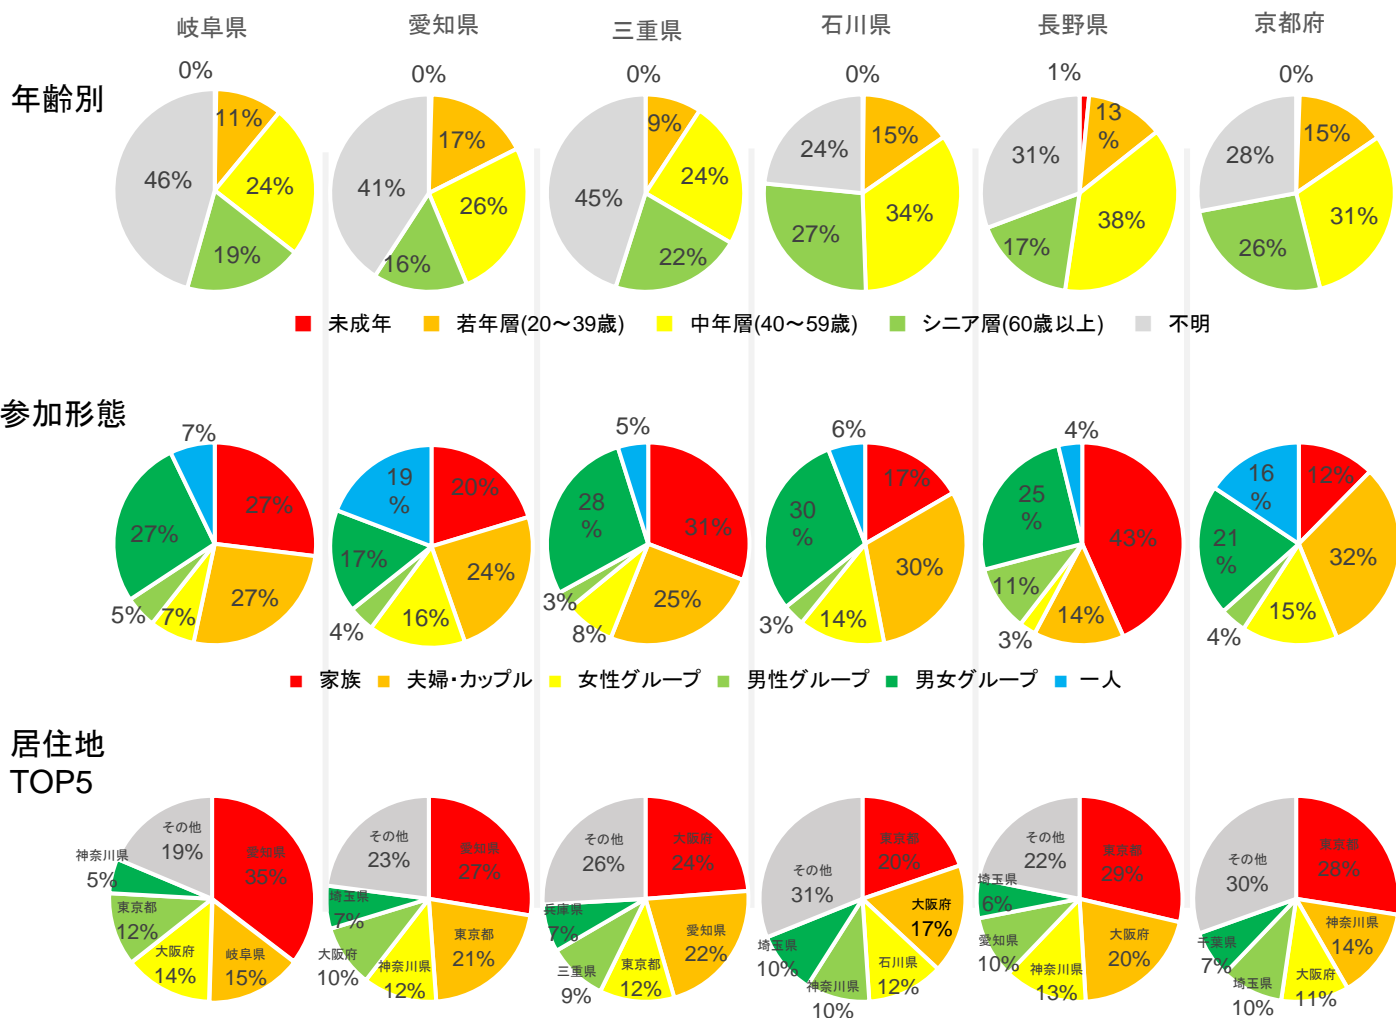 岐阜県
愛知県
三重県
石川県
長野県
京都府
年齢別
0%
11%
24%
19%
46%
0%
17%
26%
16%
41%
0%
9%
24%
22%
45%
0%
15%
34%
27%
24%
1%
13
%
38%
17%
31%
0%
15%
31%
26%
28%
未成年
若年層(20～39歳)
中年層(40～59歳)
シニア層(60歳以上)
不明
参加形態
27%
27%
7%
5%
27%
7%
20%
24%
16%
4%
17%
19
%
31%
25%
8%
3%
28
%
5%
17%
30%
14%
3%
30
%
6%
43%
14%
3%
11%
25
%
4%
12%
32%
15%
4%
21
%
16
%
家族
夫婦・カップル
女性グループ
男性グループ
男女グループ
一人
居住地
TOP5
愛知県
35%
岐阜県
15%
大阪府
14%
東京都
12%
神奈川県
5%
その他
19%
愛知県
27%
東京都
21%
神奈川県
12%
大阪府
10%
埼玉県
7%
その他
23%
大阪府
24%
愛知県
22%
東京都
12%
三重県
9%
兵庫県
7%
その他
26%
東京都
20%
大阪府
17%
石川県
12%
神奈川県
10%
埼玉県
10%
その他
31%
東京都
29%
大阪府
20%
神奈川県
13%
愛知県
10%
埼玉県
6%
その他
22%
東京都
28%
神奈川県
14%
大阪府
11%
埼玉県
10%
千葉県
7%
その他
30%